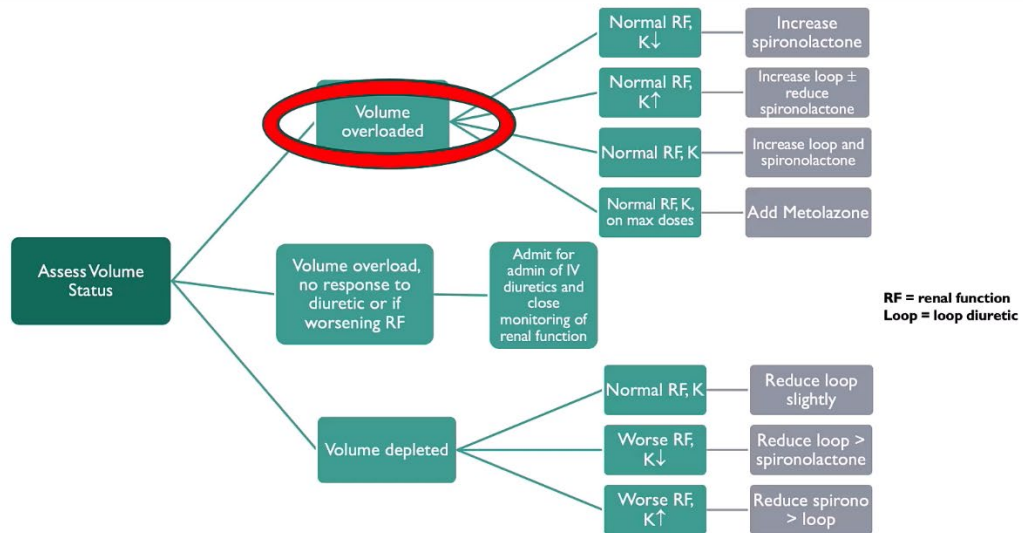 Normal RF,
K↓
Increase
spironolactone
Normal RF,
K↑
Increase loop ±
reduce
spironolactone
Volume
overloaded
Normal RF, K
Increase loop and
spironolactone
Normal RF, K,
on max doses
Add Metolazone
Assess Volume
Status
Volume overload,
no response to
diuretic or if
worsening RF
Admit for
admin of IV
diuretics and
close
monitoring of
renal function
RF = renal function
Loop = loop diuretic
Volume depleted
Normal RF, K
Reduce loop
slightly
Worse RF,
K↓
Reduce loop >
spironolactone
Worse RF,
K↑
Reduce spirono
> loop